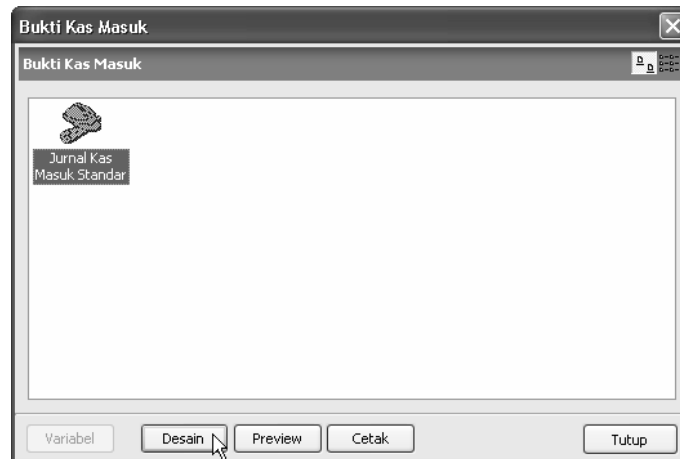 Bukti Kas Masuk
Bukti Kas Masuk
Jurnal Kas
Masuk Standar
Variabel Desain Preview Cetak Tutup